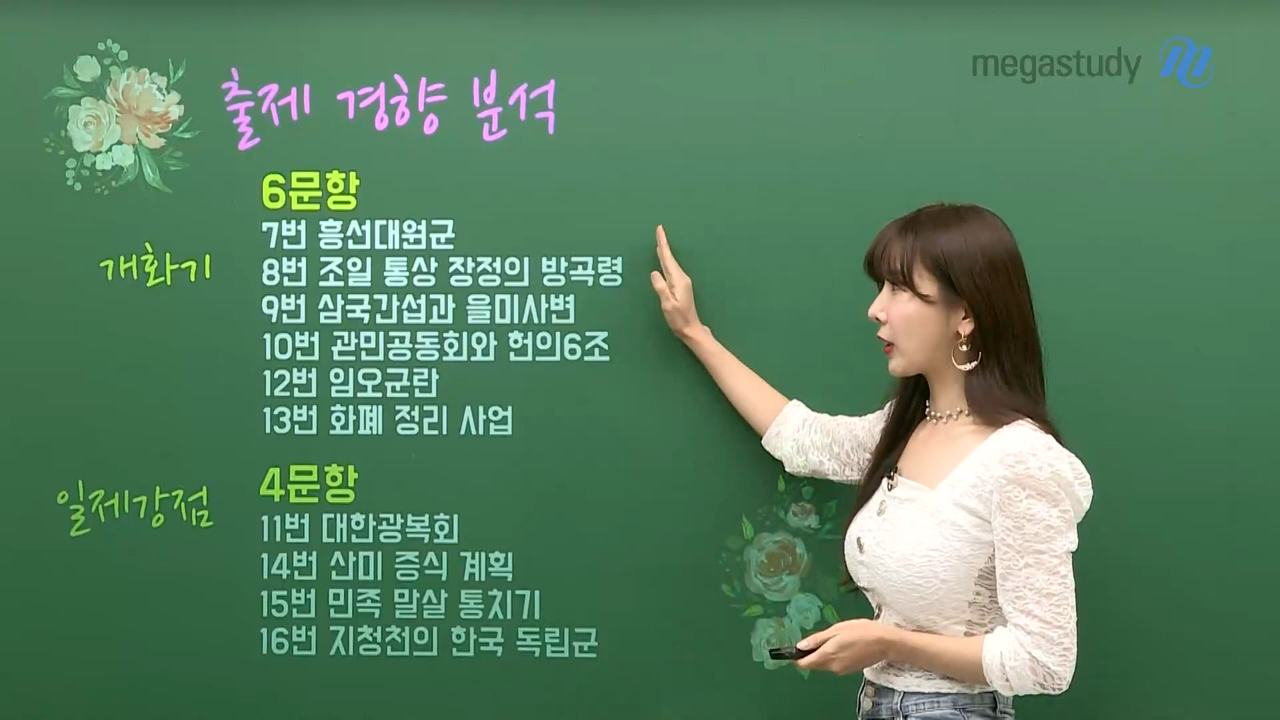 megastudy
출제 경향 분석
개화기
6문항
7번 흥선대원군
8번 조일 통상 장정의 방곡령
9번 삼국간섭과 을미사변
10번 관민공동회와 헌의6조
12번 임오군란
13번 화폐 정리 사업
일제강점
4문항
11번 대한광복회
14번 산미 증식 계획
15번 민족 말살 통치기
16번 지청천의 한국 독립군